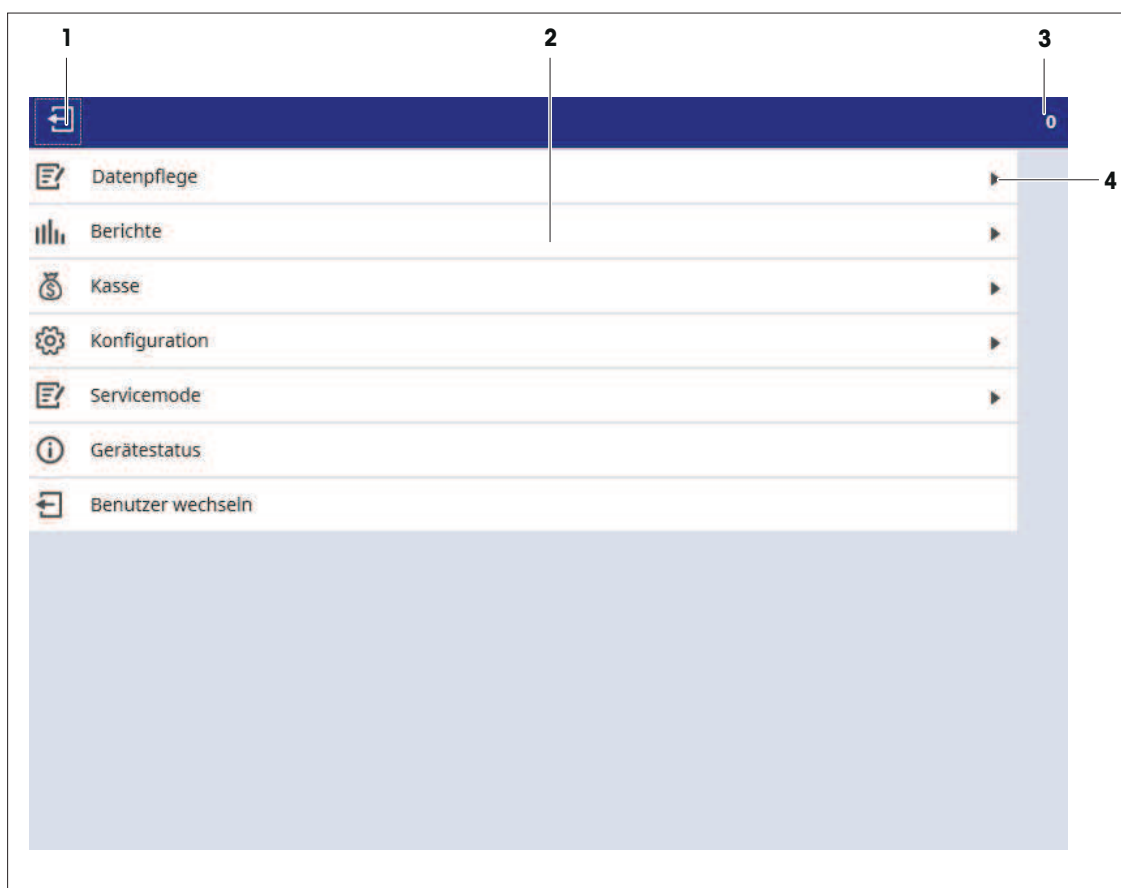 1 2 3
0
Datenpflege
4
Berichte
Kasse
Konfiguration
Servicemode
Gerätestatus
Benutzer wechseln